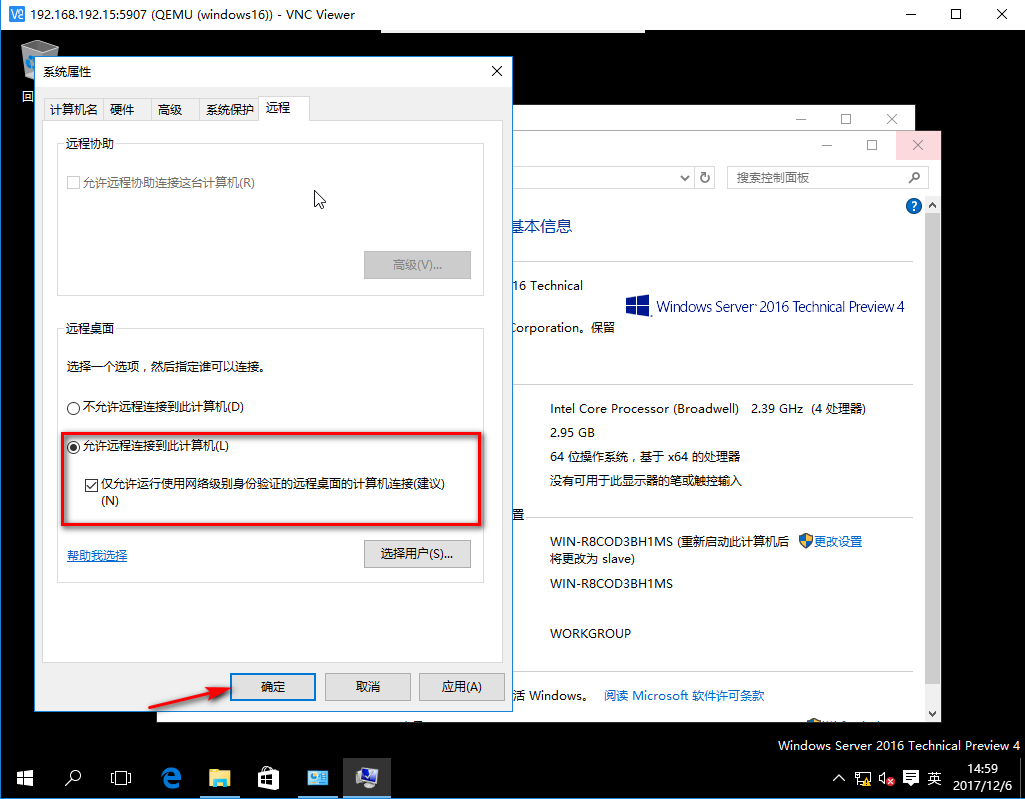 192.168.192.15:5907 (QEMU (windows16)) - VNC Viewer
回
系统属性
计算机名
硬件
高级
系统保护
远程
远程协助
允许远程协助连接这台计算机(R)
高级(V)...
远程桌面
选择一个选项，然后指定谁可以连接。
不允许远程连接到此计算机(D)
允许远程连接到此计算机(L)
仅允许运行使用网络级别身份验证的远程桌面的计算机连接(建议)
(N)
帮助我选择
选择用户(S)...
确定
取消
应用(A)
搜索控制面板
基本信息
16 Technical
Windows Server 2016 Technical Preview 4
Corporation。保留
Intel Core Processor (Broadwell) 2.39 GHz (4 处理器)
2.95 GB
64 位操作系统，基于 x64 的处理器
没有可用于此显示器的笔或触控输入
置
WIN-R8COD3BH1MS (重新启动此计算机后
将更改为 slave)
更改设置
WIN-R8COD3BH1MS
WORKGROUP
活 Windows。 阅读 Microsoft 软件许可条款
Windows Server 2016 Technical Preview 4
英
14:59
2017/12/6